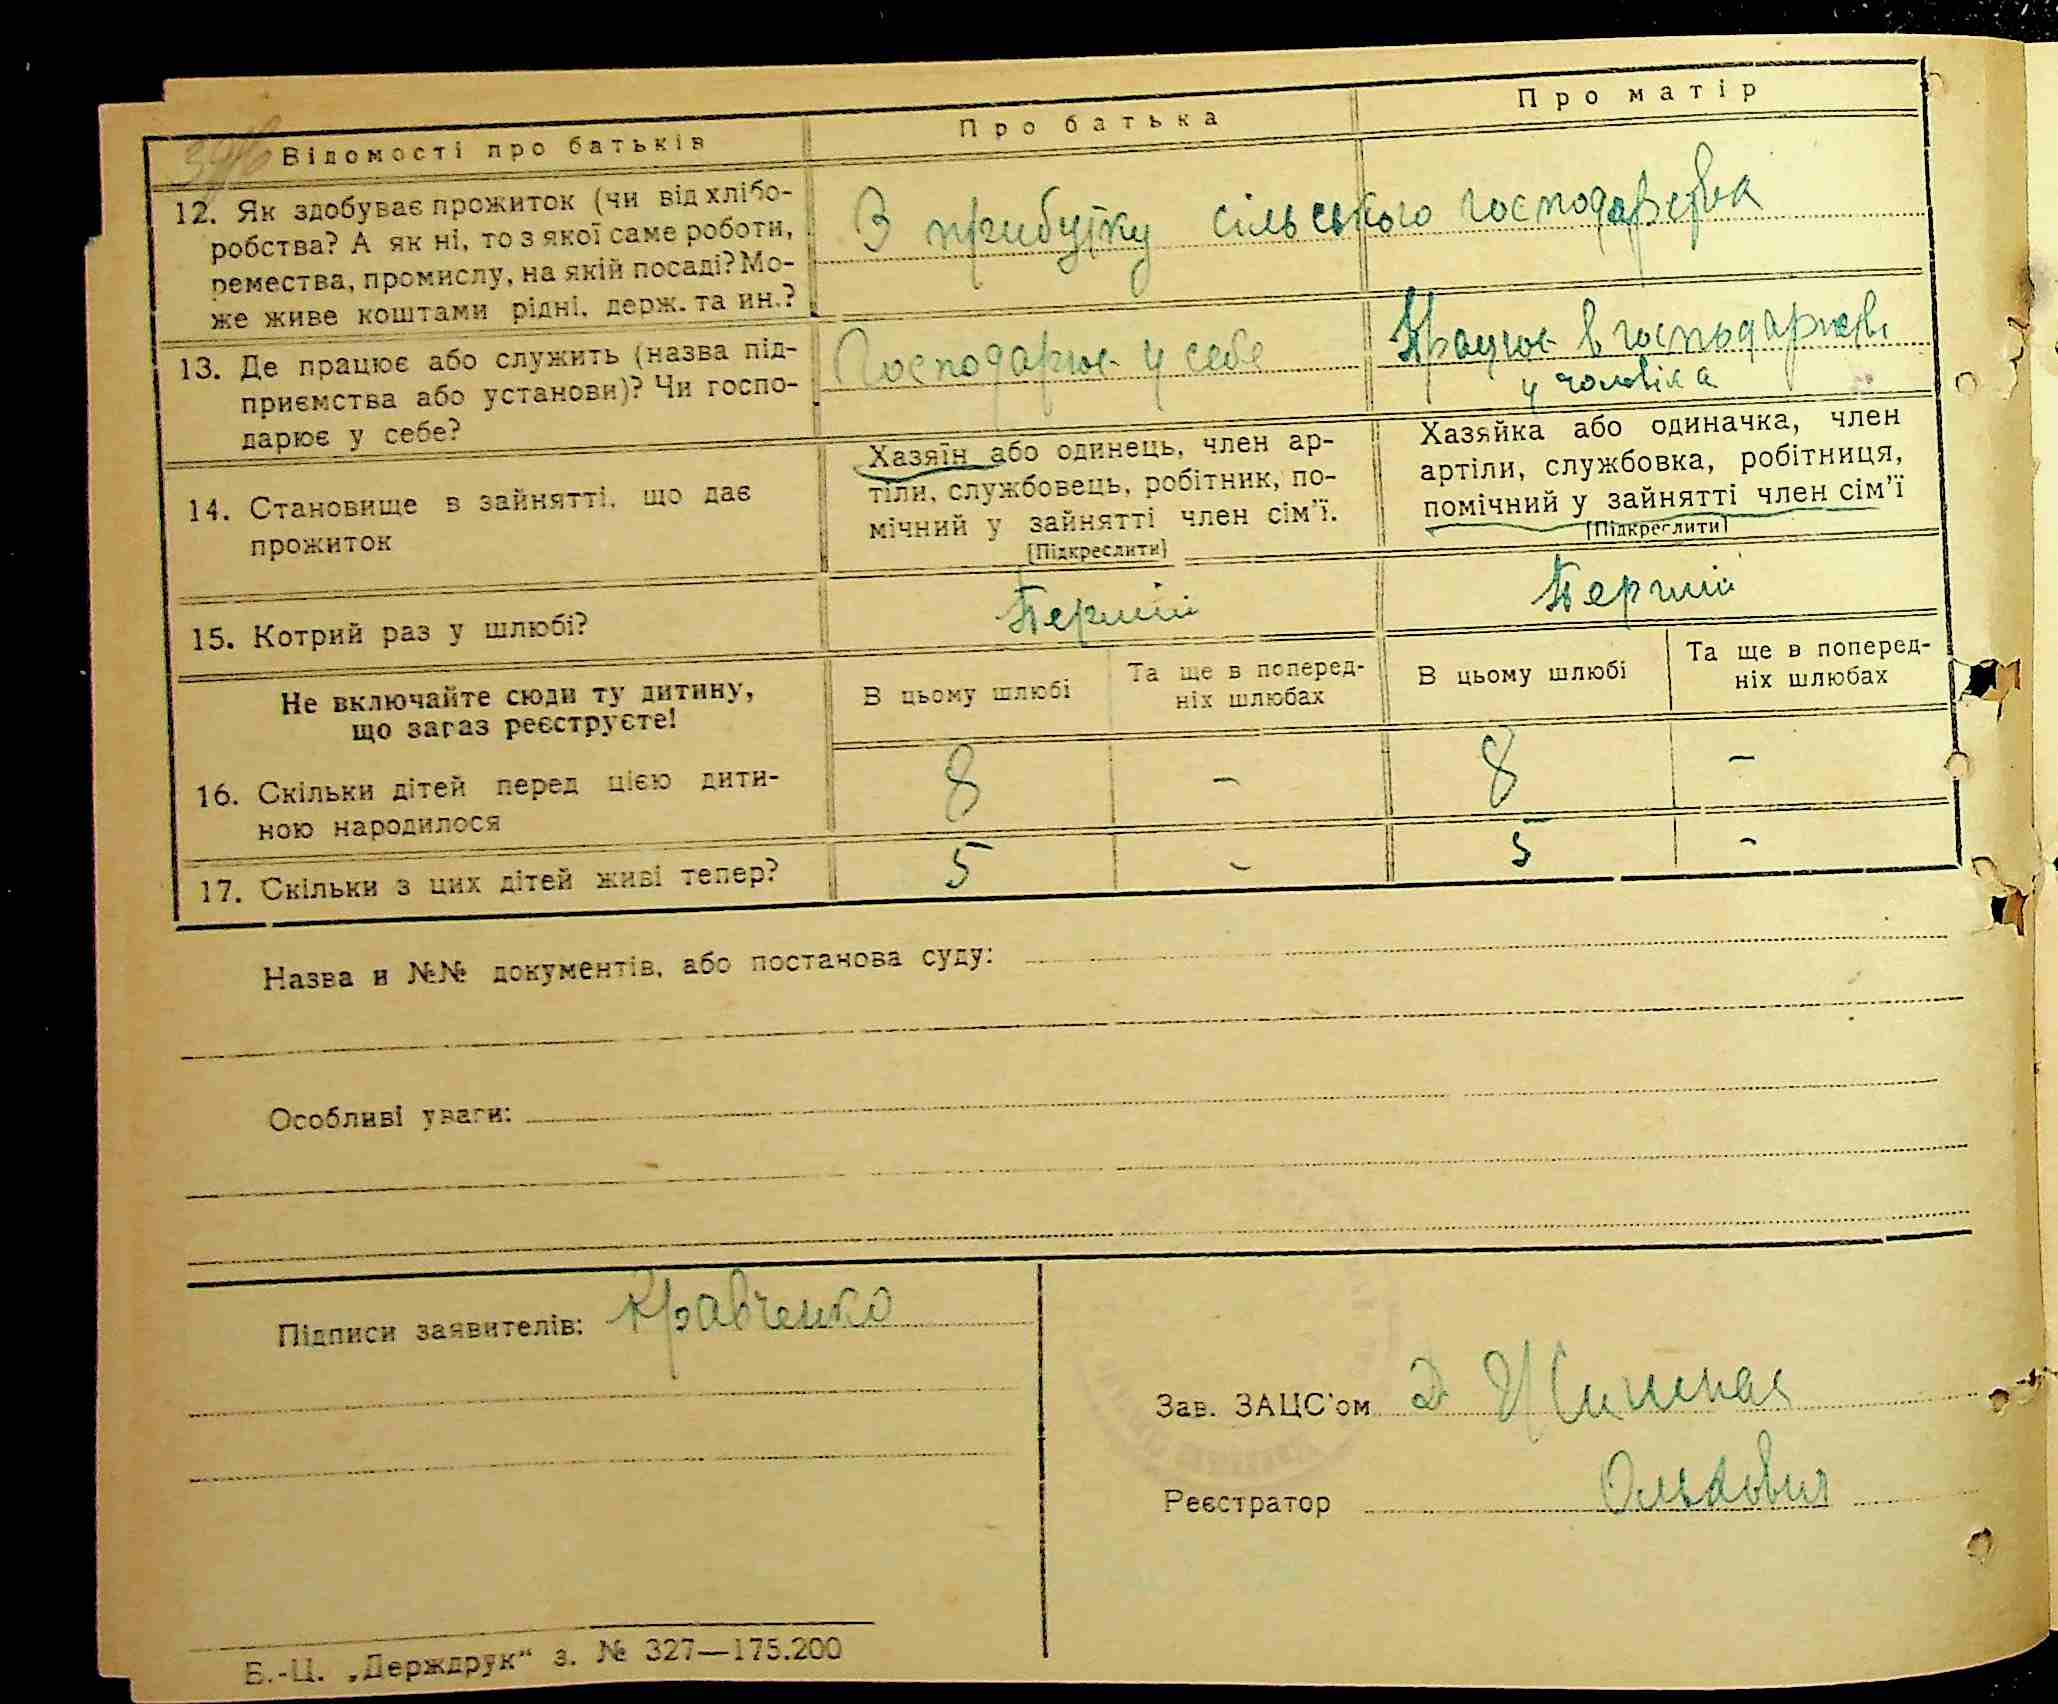 Відомості про батьків
Про батька
Про матір
12. Як здобуває прожиток (чи від хлібо-
робства? А як ні, то з якої саме роботи,
ремества, промислу, на якій посаді? Мо-
же живе коштами рідні, держ. та ин.?
З прибутку сільського господарства
13. Де працює або служить (назва під-
приємства або установи)? Чи госпо-
дарює у себе?
Господарює у себе
Працює в господарстві
у чоловіка
14. Становище в зайнятті, що дає
прожиток
Хазяїн або одинець, член ар-
тіли, службовець, робітник, по-
мічний у зайнятті член сім'ї.
[Підкреслити]
Хазяйка або одиначка, член
артіли, службовка, робітниця,
помічний у зайнятті член сім'ї
[Підкреслити]
15. Котрий раз у шлюбі?
Перший
Перший
Не включайте сюди ту дитину,
що зараз реєструєте!
В цьому шлюбі
Та ще в поперед-
ніх шлюбах
В цьому шлюбі
Та ще в поперед-
ніх шлюбах
16. Скільки дітей перед цією дити-
ною народилося
8
-
8
-
17. Скільки з цих дітей живі тепер?
5
-
5
-
Назва и №№ документів, або постанова суду:
Особливі уваги:
Підписи заявителів: Кравченко
Зав. ЗАЦС'ом
Реєстратор
Б.-Ц. „Держдрук“ з. № 327—175.200